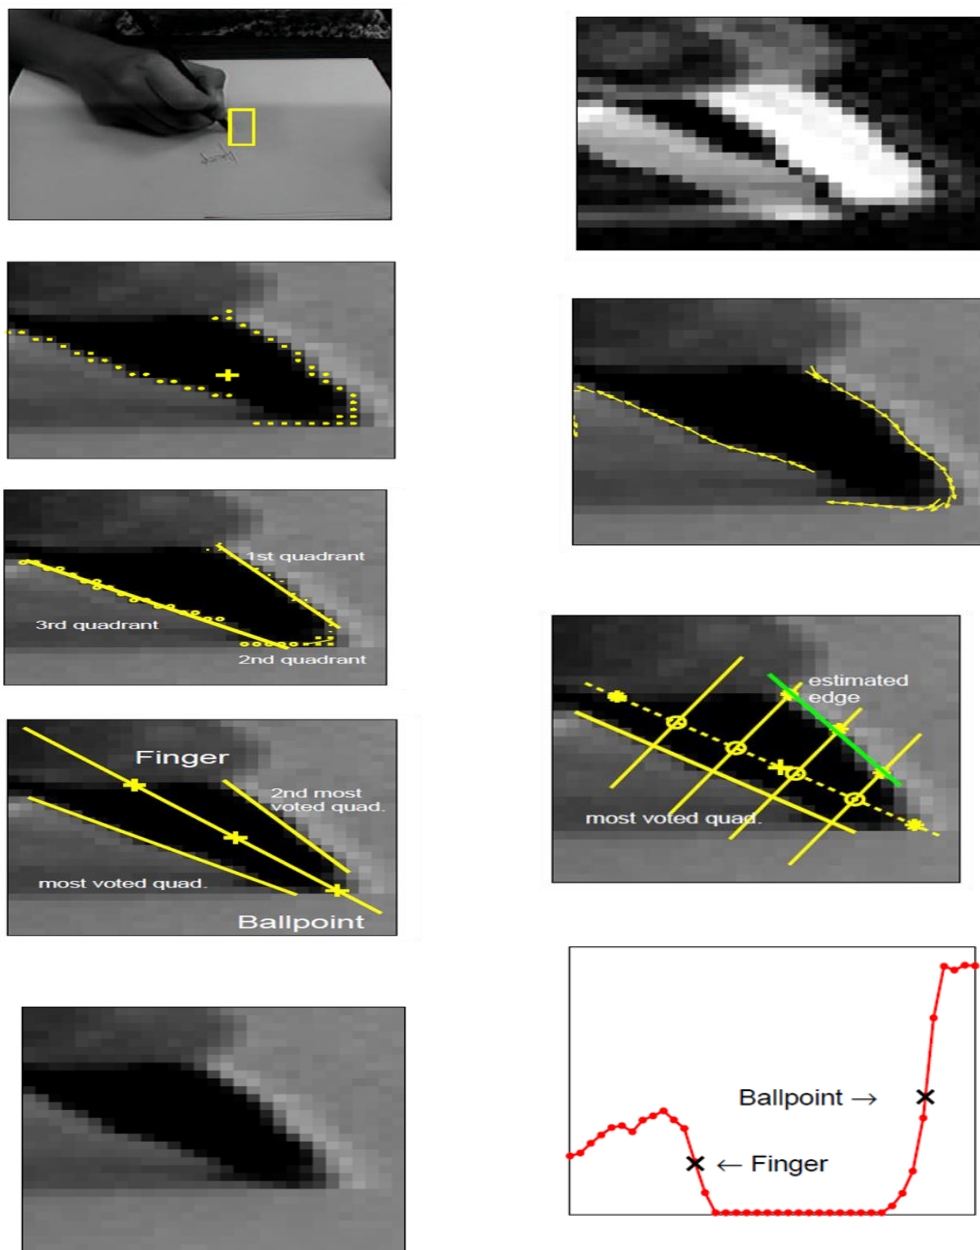 1st quadrant
3rd quadrant
2nd quadrant
estimated
edge
most voted quad.
Finger
2nd most
voted quad.
most voted quad.
Ballpoint
Ballpoint →
← Finger